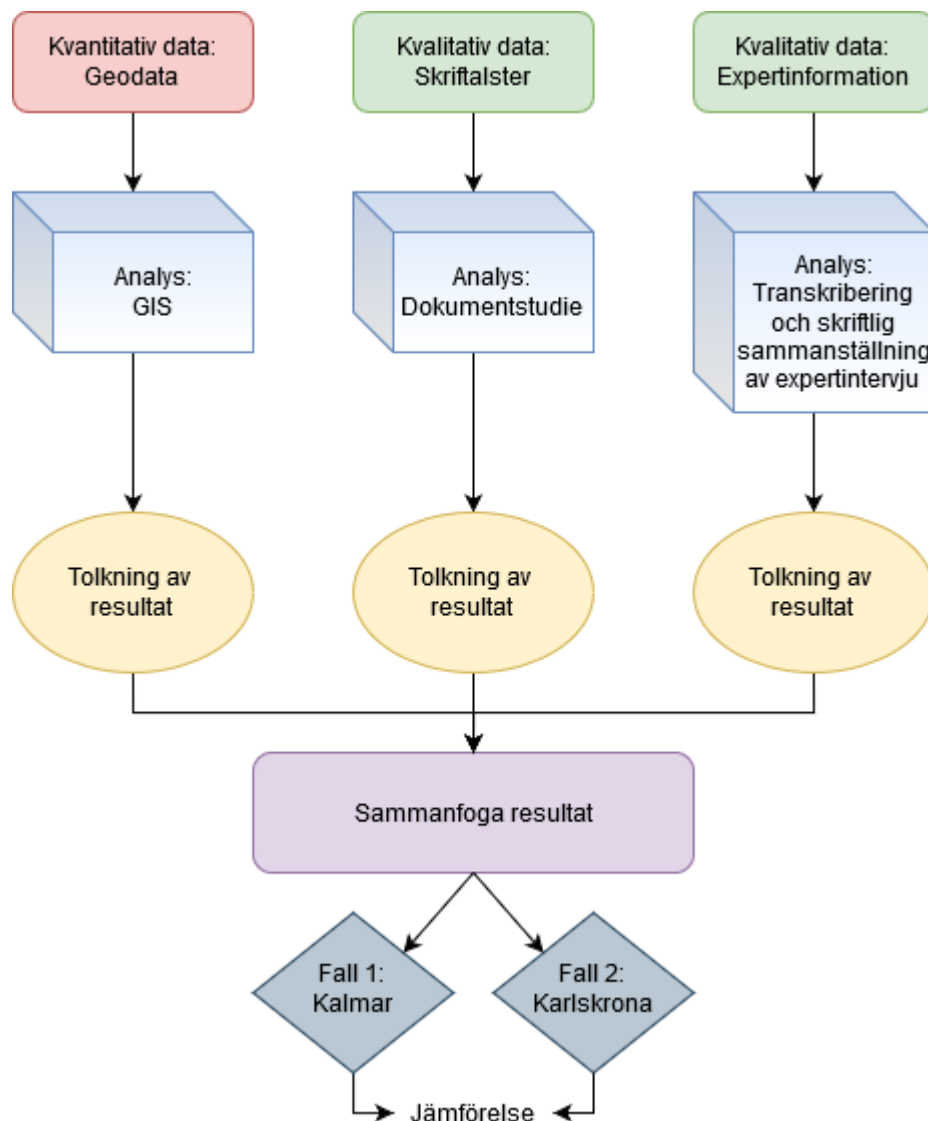 Kvantitativ data:
Geodata
Kvalitativ data:
Skriftalster
Kvalitativ data:
Expertinformation
Analys:
GIS
Analys:
Dokumentstudie
Analys:
Transkribering
och skriftlig
sammanställning
av expertintervju
Tolkning av
resultat
Tolkning av
resultat
Tolkning av
resultat
Sammanfoga resultat
Fall 1:
Kalmar
Fall 2:
Karlskrona
Jämförelse